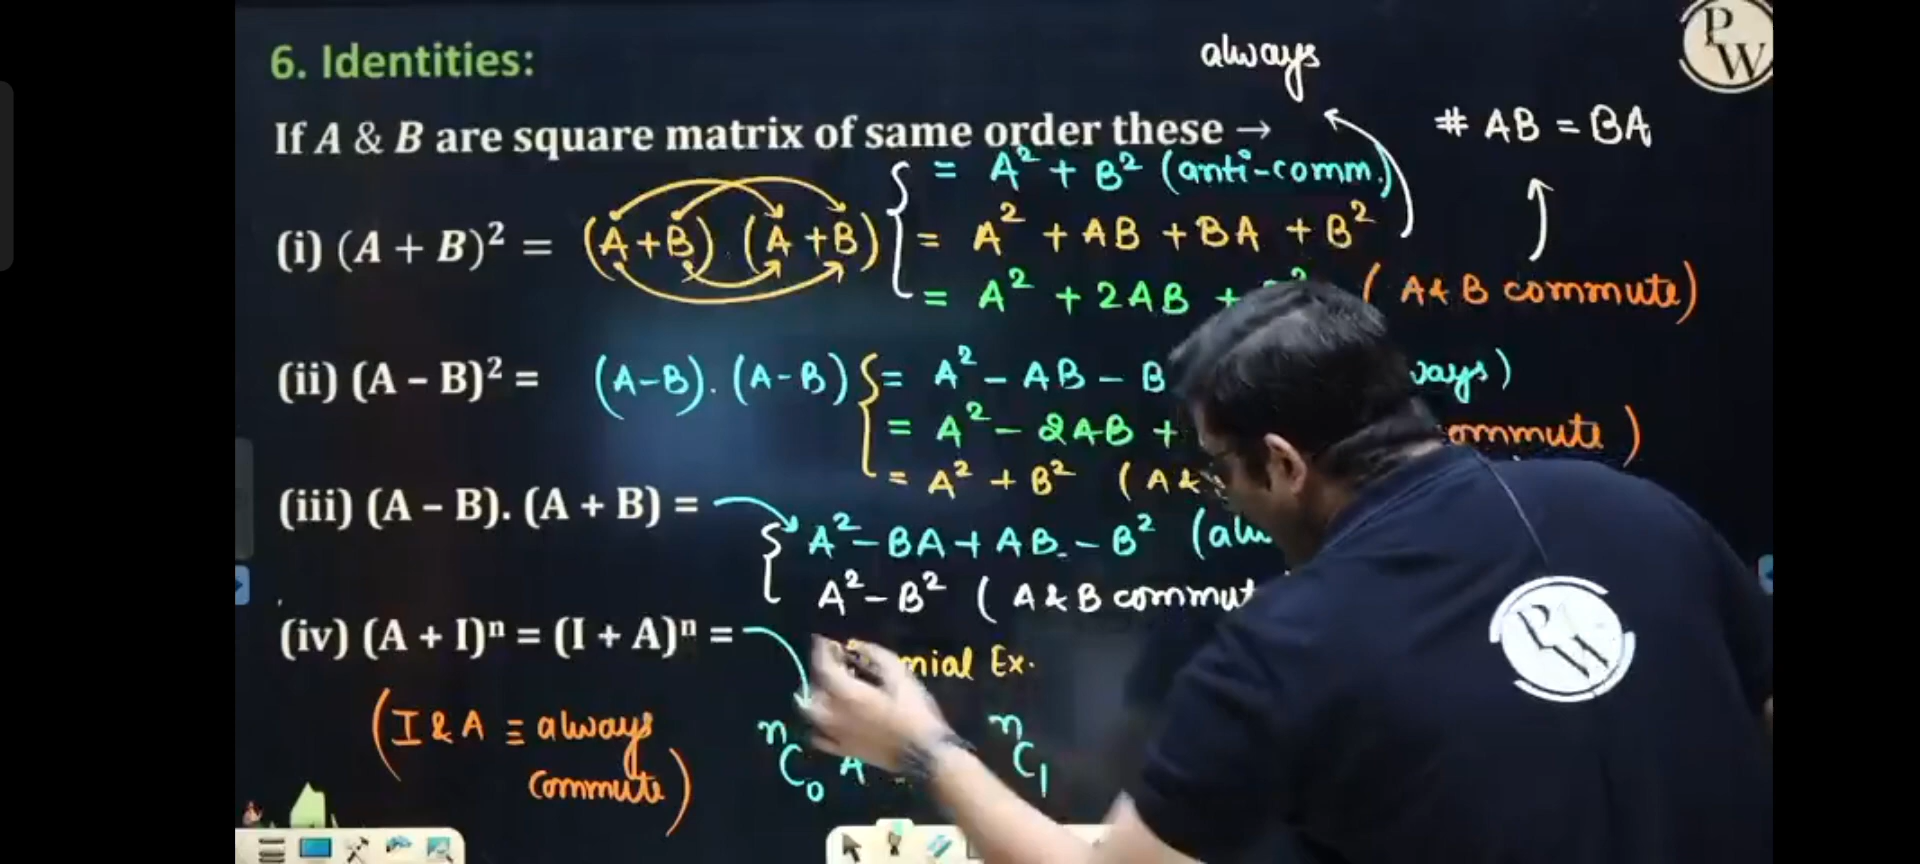 6. Identities:
always
PW
If A & B are square matrix of same order these →
# AB = BA
= A² + B² (anti-comm.)
(i) (A + B)² = (A+B) . (A+B) = A² + AB + BA + B²
= A² + 2AB + (A & B commute)
(ii) (A – B)² = (A-B) . (A-B) = A² - AB - B
= A² - 2AB +
= A² + B² (A &
(iii) (A – B). (A + B) =
A² - BA + AB - B²
A² - B² ( A & B
(iv) (A + I)ⁿ = (I + A)ⁿ =
Ex.
(I & A ≡ always
commute)
ⁿC₀ A ⁿC₁